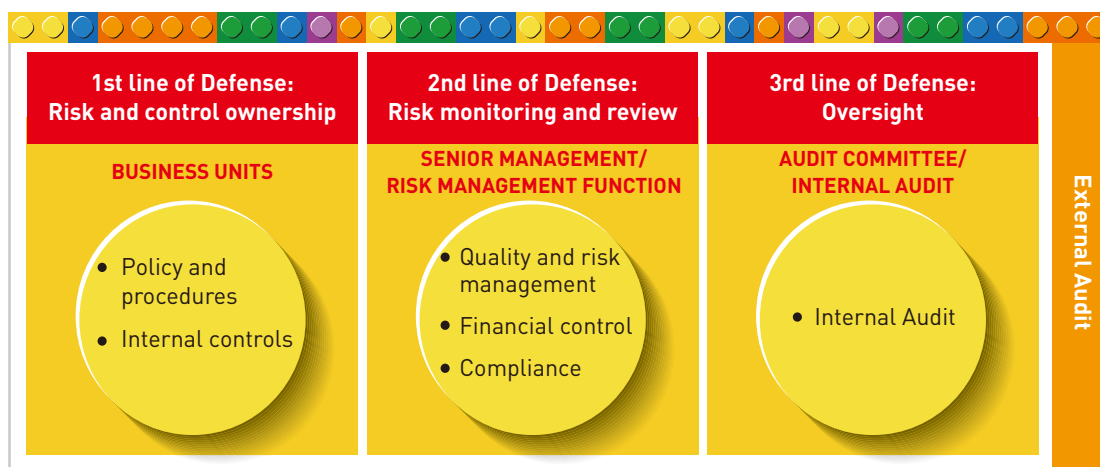 1st line of Defense:
Risk and control ownership
BUSINESS UNITS
• Policy and
procedures
• Internal controls
2nd line of Defense:
Risk monitoring and review
SENIOR MANAGEMENT/
RISK MANAGEMENT FUNCTION
• Quality and risk
management
• Financial control
• Compliance
3rd line of Defense:
Oversight
AUDIT COMMITTEE/
INTERNAL AUDIT
• Internal Audit
External Audit